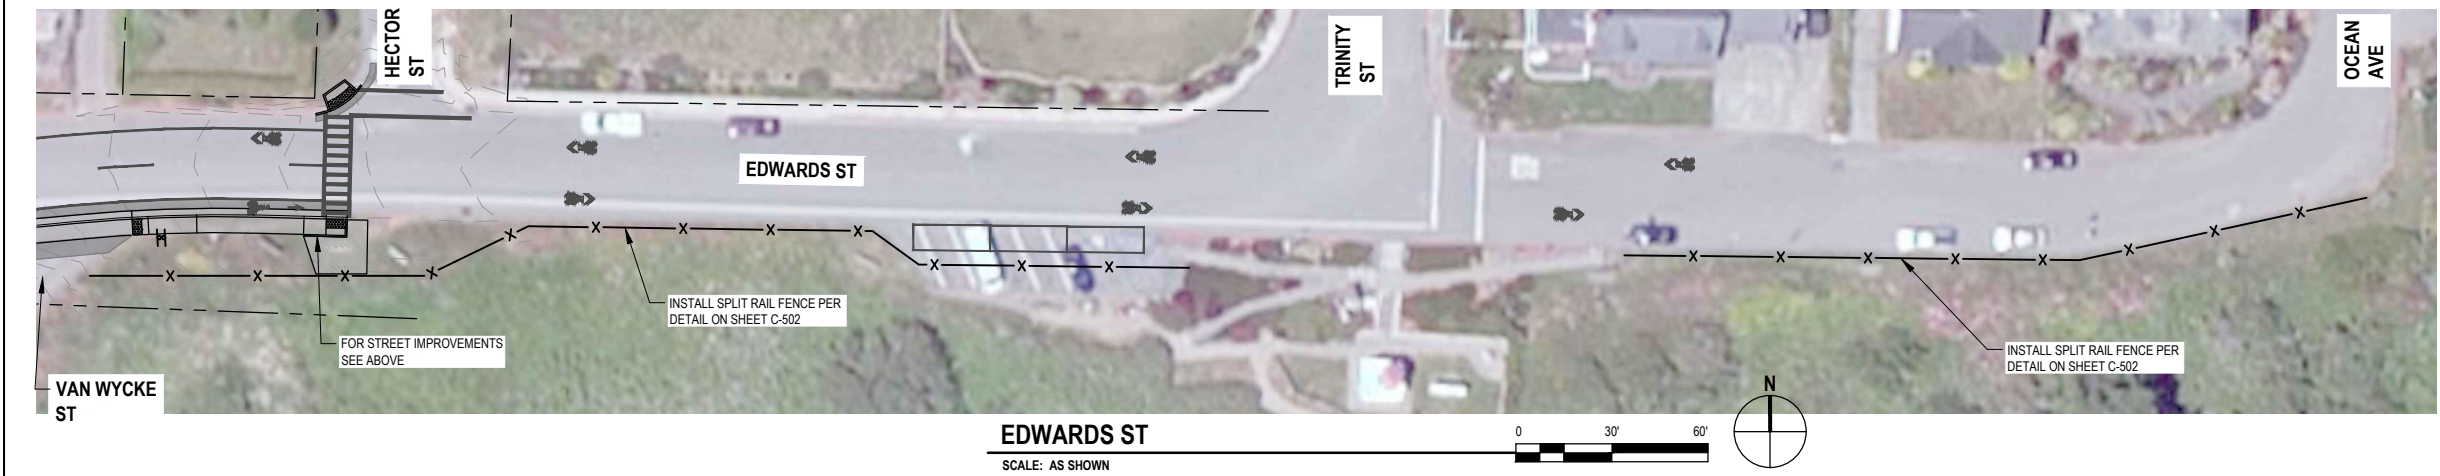 HECTOR
ST
TRINITY
ST
OCEAN
AVE
EDWARDS ST
INSTALL SPLIT RAIL FENCE PER
DETAIL ON SHEET C-502
FOR STREET IMPROVEMENTS
SEE ABOVE
INSTALL SPLIT RAIL FENCE PER
DETAIL ON SHEET C-502
VAN WYCKE
ST
N
EDWARDS ST
0 30' 60'
SCALE: AS SHOWN